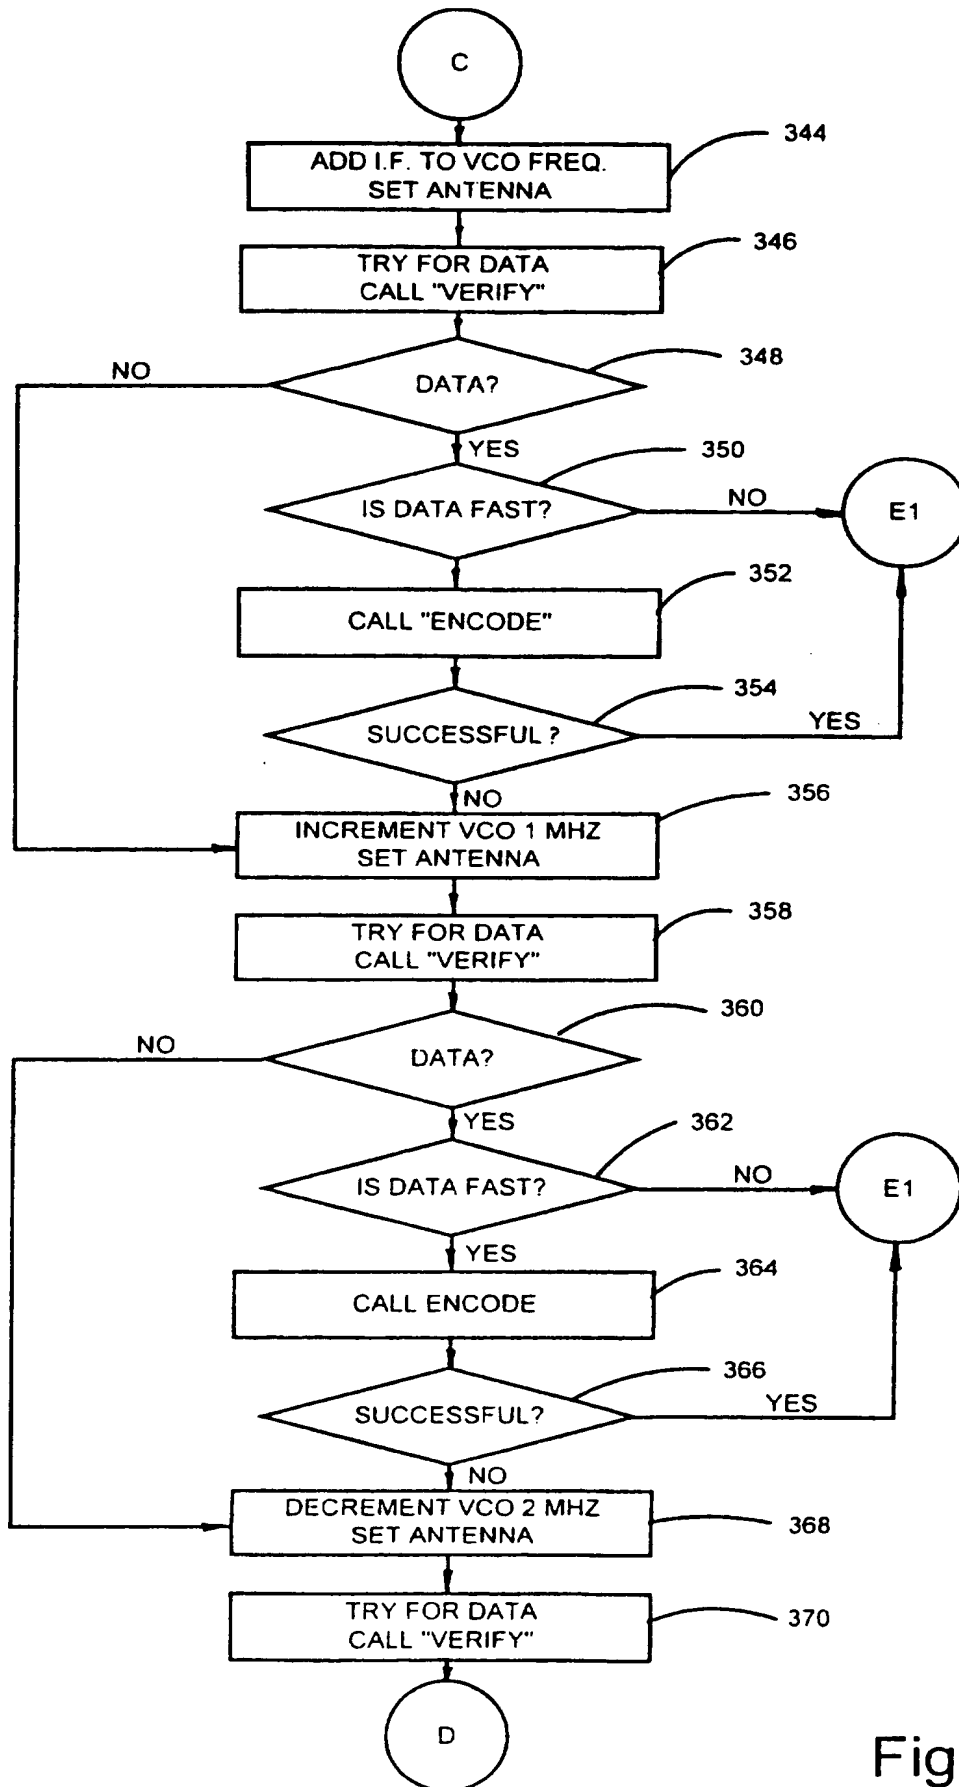 C
344
ADD I.F. TO VCO FREQ.
SET ANTENNA
346
TRY FOR DATA
CALL "VERIFY"
348
NO
DATA?
YES
350
IS DATA FAST?
NO
E1
352
CALL "ENCODE"
354
SUCCESSFUL?
YES
NO
356
INCREMENT VCO 1 MHZ
SET ANTENNA
358
TRY FOR DATA
CALL "VERIFY"
360
NO
DATA?
YES
362
IS DATA FAST?
NO
E1
YES
364
CALL ENCODE
366
SUCCESSFUL?
YES
NO
DECREMENT VCO 2 MHZ
SET ANTENNA
368
TRY FOR DATA
CALL "VERIFY"
370
D
Fig